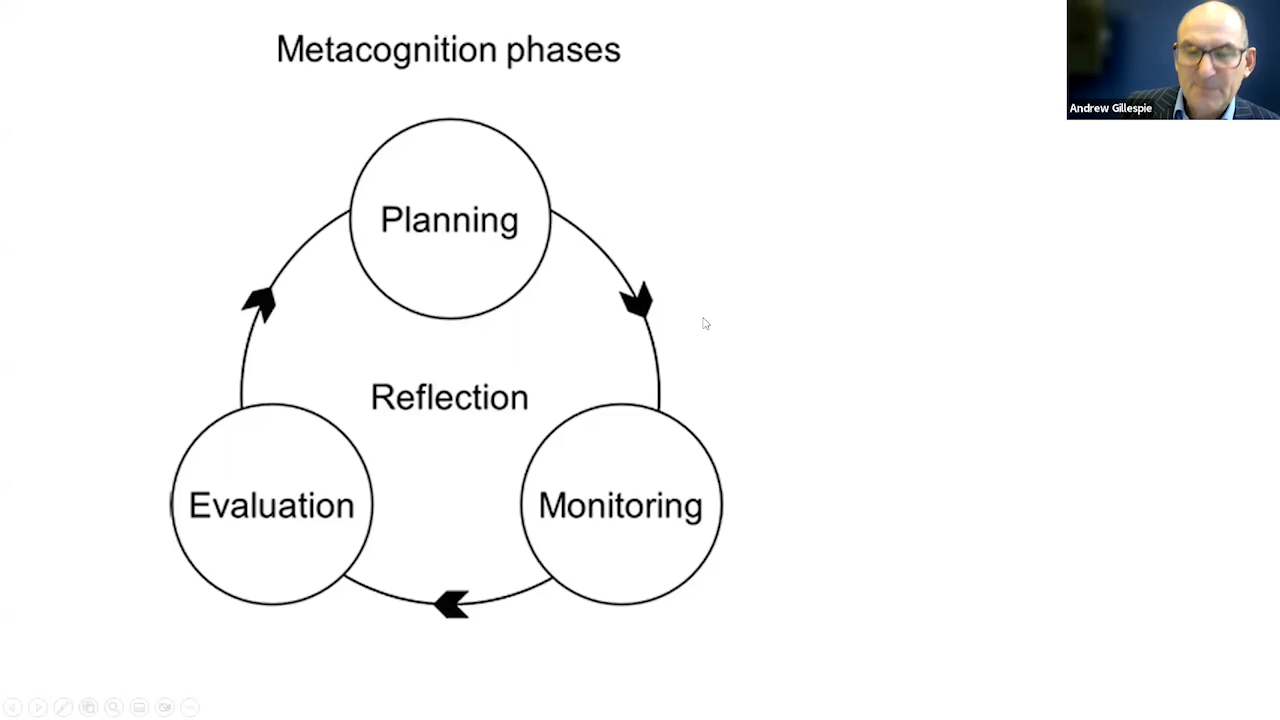 Metacognition phases
Andrew Gillespie
Planning
Reflection
Evaluation
Monitoring